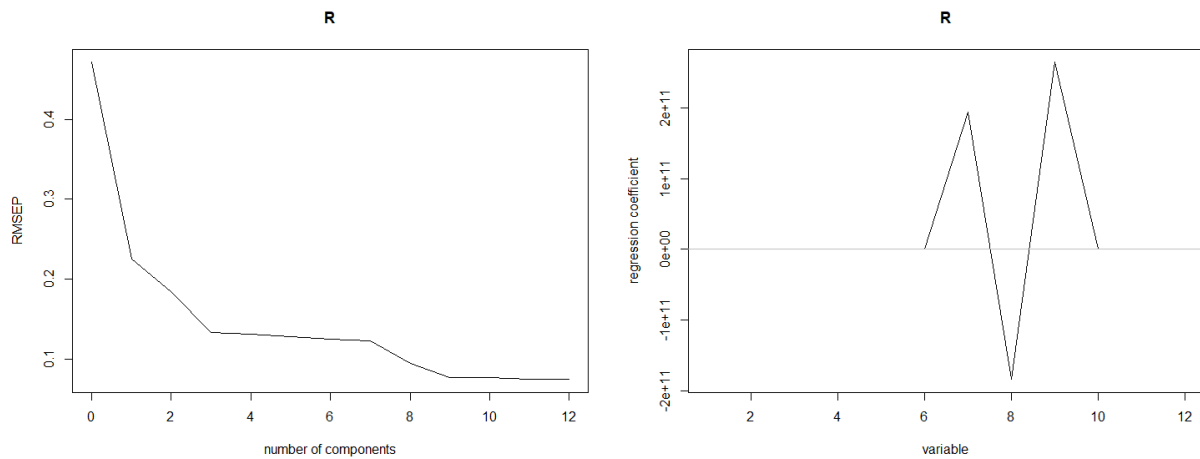 R
0.4
0.3
0.2
0.1
RMSEP
0 2 4 6 8 10 12
number of components
R
2e+11
1e+11
0e+00
-1e+11
-2e+11
regression coefficient
2 4 6 8 10 12
variable